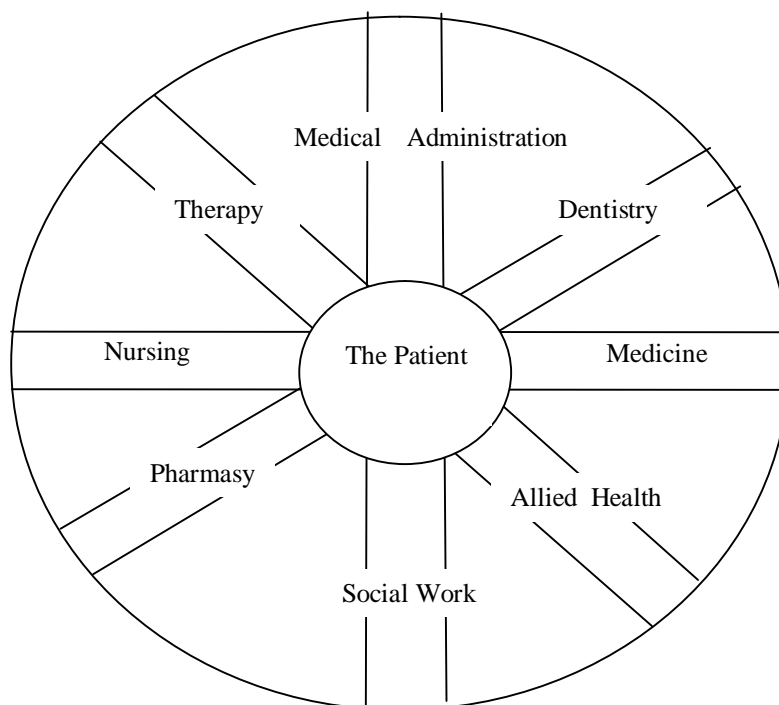 Medical Administration
Therapy
Dentistry
Nursing
The Patient
Medicine
Pharmasy
Allied Health
Social Work